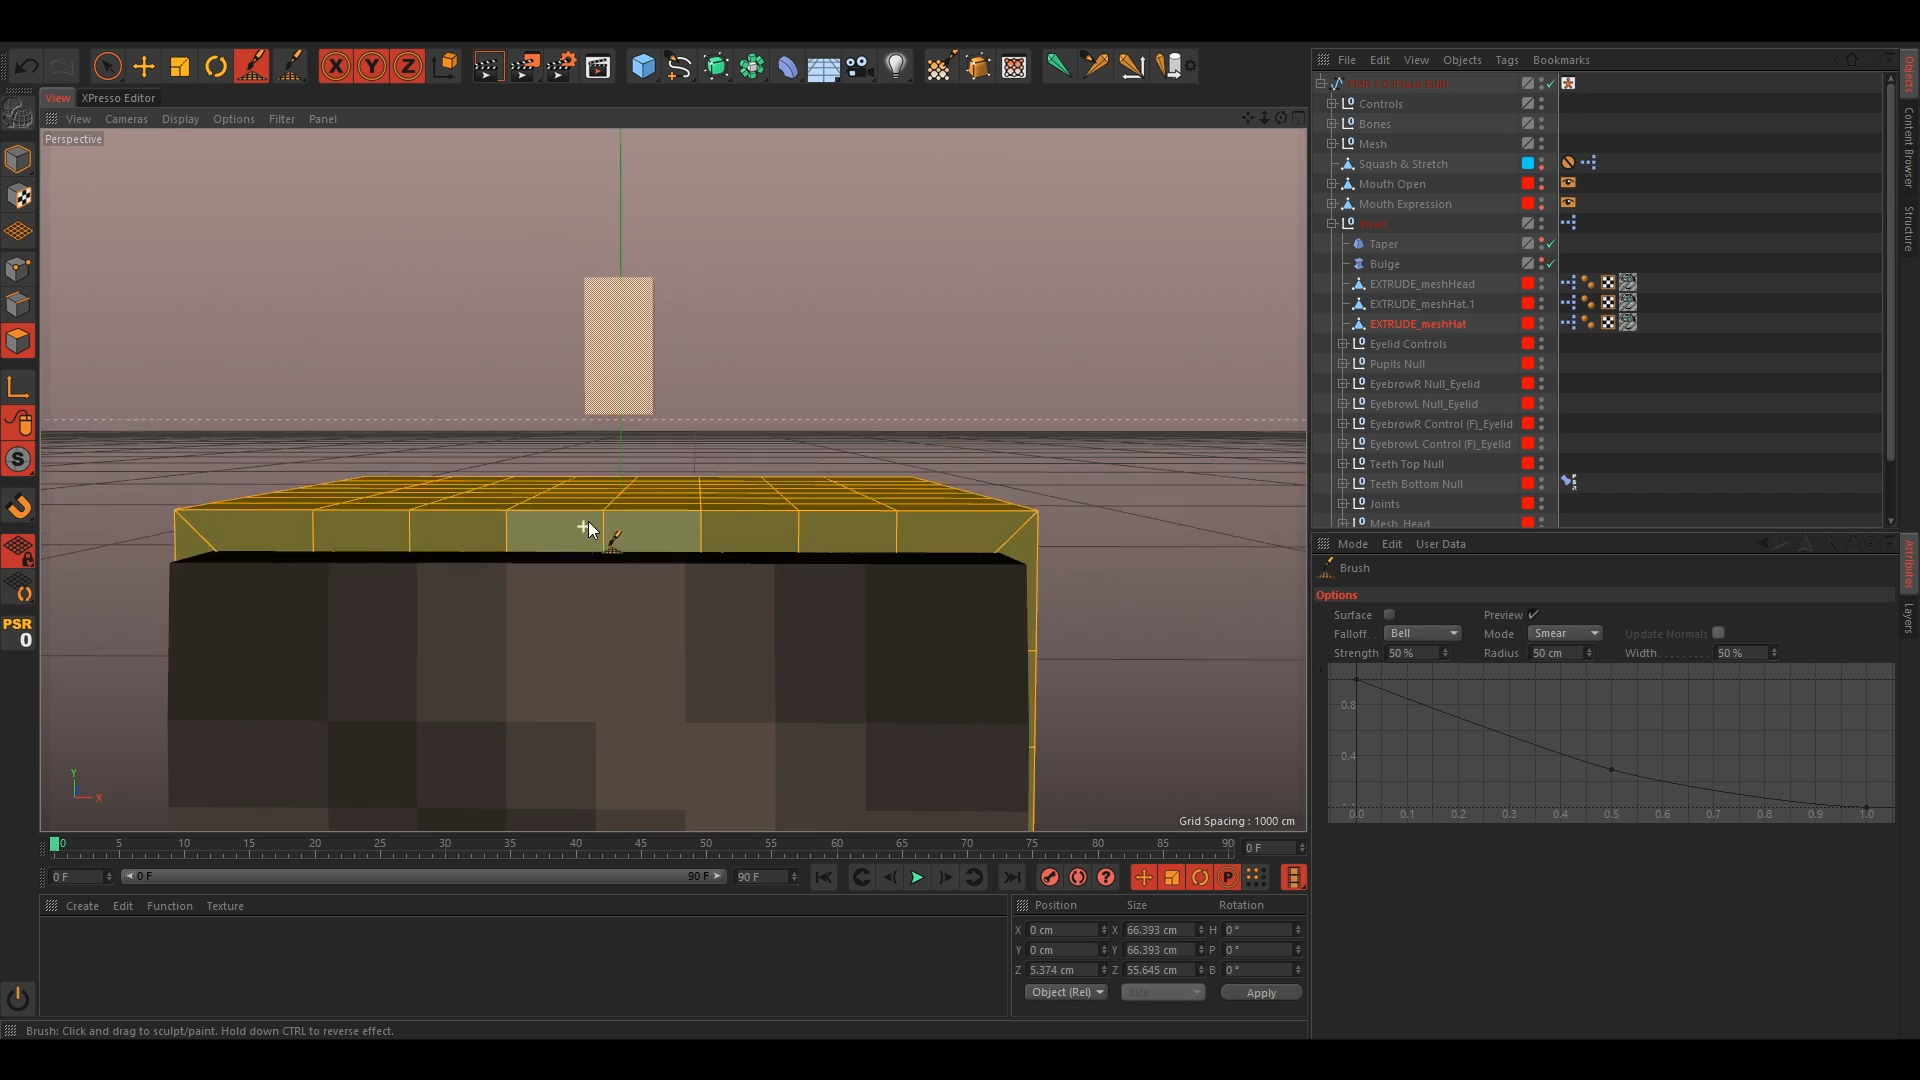 View
XPresso Editor
View
Cameras
Display
Options
Filter
Panel
Perspective
X
Y
Z
PSR
0
Y
X
Grid Spacing : 1000 cm
0
5
10
15
20
25
30
35
40
45
50
55
60
65
70
75
80
85
90
0 F
0 F
0 F
90 F
90 F
Create
Edit
Function
Texture
Position
Size
Rotation
X 0 cm X 66.393 cm H 0 °
Y 0 cm Y 66.393 cm P 0 °
Z 5.374 cm Z 55.645 cm B 0 °
Object (Rel)
Size
Apply
Brush: Click and drag to sculpt/paint. Hold down CTRL to reverse effect.
File
Edit
View
Objects
Tags
Bookmarks
Controls
Bones
Mesh
Squash & Stretch
Mouth Open
Mouth Expression
Head
Taper
Bulge
EXTRUDE_meshHead
EXTRUDE_meshHat.1
EXTRUDE_meshHat
Eyelid Controls
Pupils Null
EyebrowR Null_Eyelid
EyebrowL Null_Eyelid
EyebrowR Control (F)_Eyelid
EyebrowL Control (F)_Eyelid
Teeth Top Null
Teeth Bottom Null
Joints
Mesh_Head
Objects
Content Browser
Structure
Mode
Edit
User Data
Brush
Options
Surface
Preview
Falloff. . Bell
Mode Smear
Update Normals
Strength 50 %
Radius 50 cm
Width. . . . . . . . 50 %
0.8
0.4
0.0
0.1
0.2
0.3
0.4
0.5
0.6
0.7
0.8
0.9
1.0
Attributes
Layers